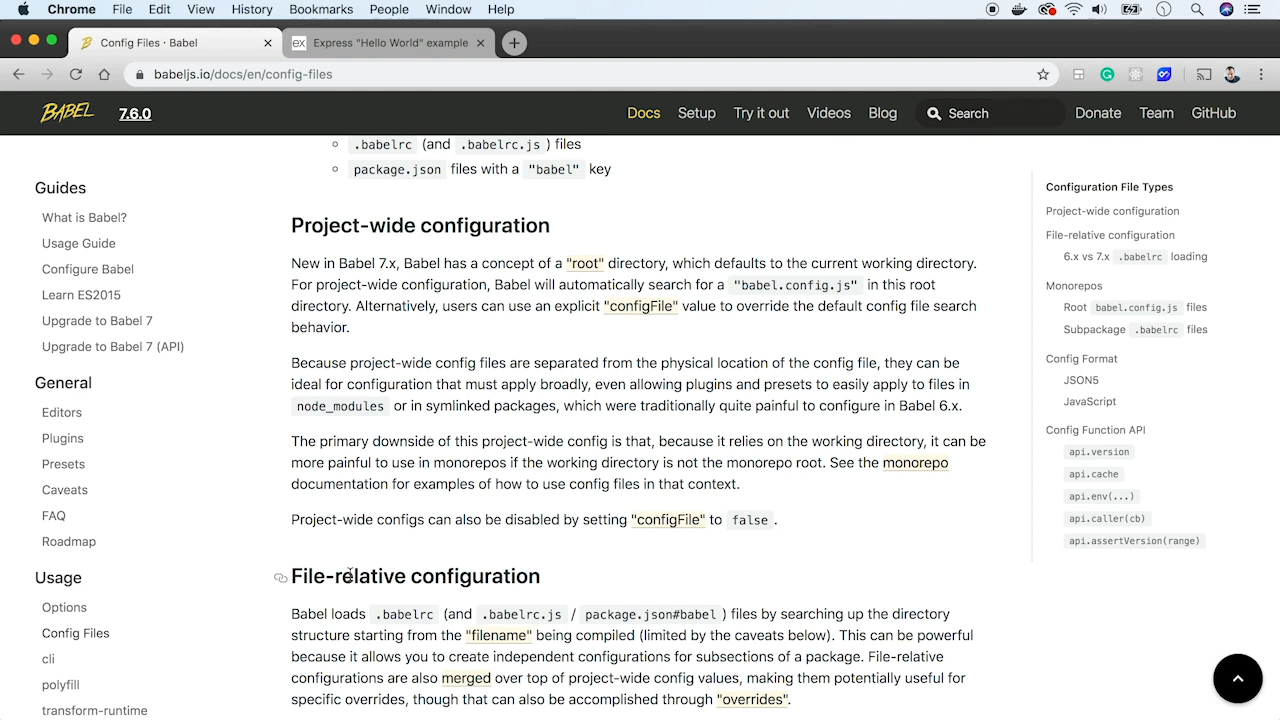 Chrome File Edit View History Bookmarks People Window Help
Config Files · Babel
Express "Hello World" example
babeljs.io/docs/en/config-files
BABEL 7.6.0 Docs Setup Try it out Videos Blog Search Donate Team GitHub
Guides
What is Babel?
Usage Guide
Configure Babel
Learn ES2015
Upgrade to Babel 7
Upgrade to Babel 7 (API)
General
Editors
Plugins
Presets
Caveats
FAQ
Roadmap
Usage
Options
Config Files
cli
polyfill
transform-runtime
.babelrc (and .babelrc.js ) files
package.json files with a "babel" key
Project-wide configuration
New in Babel 7.x, Babel has a concept of a "root" directory, which defaults to the current working directory.
For project-wide configuration, Babel will automatically search for a "babel.config.js" in this root
directory. Alternatively, users can use an explicit "configFile" value to override the default config file search
behavior.
Because project-wide config files are separated from the physical location of the config file, they can be
ideal for configuration that must apply broadly, even allowing plugins and presets to easily apply to files in
node_modules or in symlinked packages, which were traditionally quite painful to configure in Babel 6.x.
The primary downside of this project-wide config is that, because it relies on the working directory, it can be
more painful to use in monorepos if the working directory is not the monorepo root. See the monorepo
documentation for examples of how to use config files in that context.
Project-wide configs can also be disabled by setting "configFile" to false .
File-relative configuration
Babel loads .babelrc (and .babelrc.js / package.json#babel ) files by searching up the directory
structure starting from the "filename" being compiled (limited by the caveats below). This can be powerful
because it allows you to create independent configurations for subsections of a package. File-relative
configurations are also merged over top of project-wide config values, making them potentially useful for
specific overrides, though that can also be accomplished through "overrides".
Configuration File Types
Project-wide configuration
File-relative configuration
6.x vs 7.x .babelrc loading
Monorepos
Root babel.config.js files
Subpackage .babelrc files
Config Format
JSON5
JavaScript
Config Function API
api.version
api.cache
api.env(...)
api.caller(cb)
api.assertVersion(range)